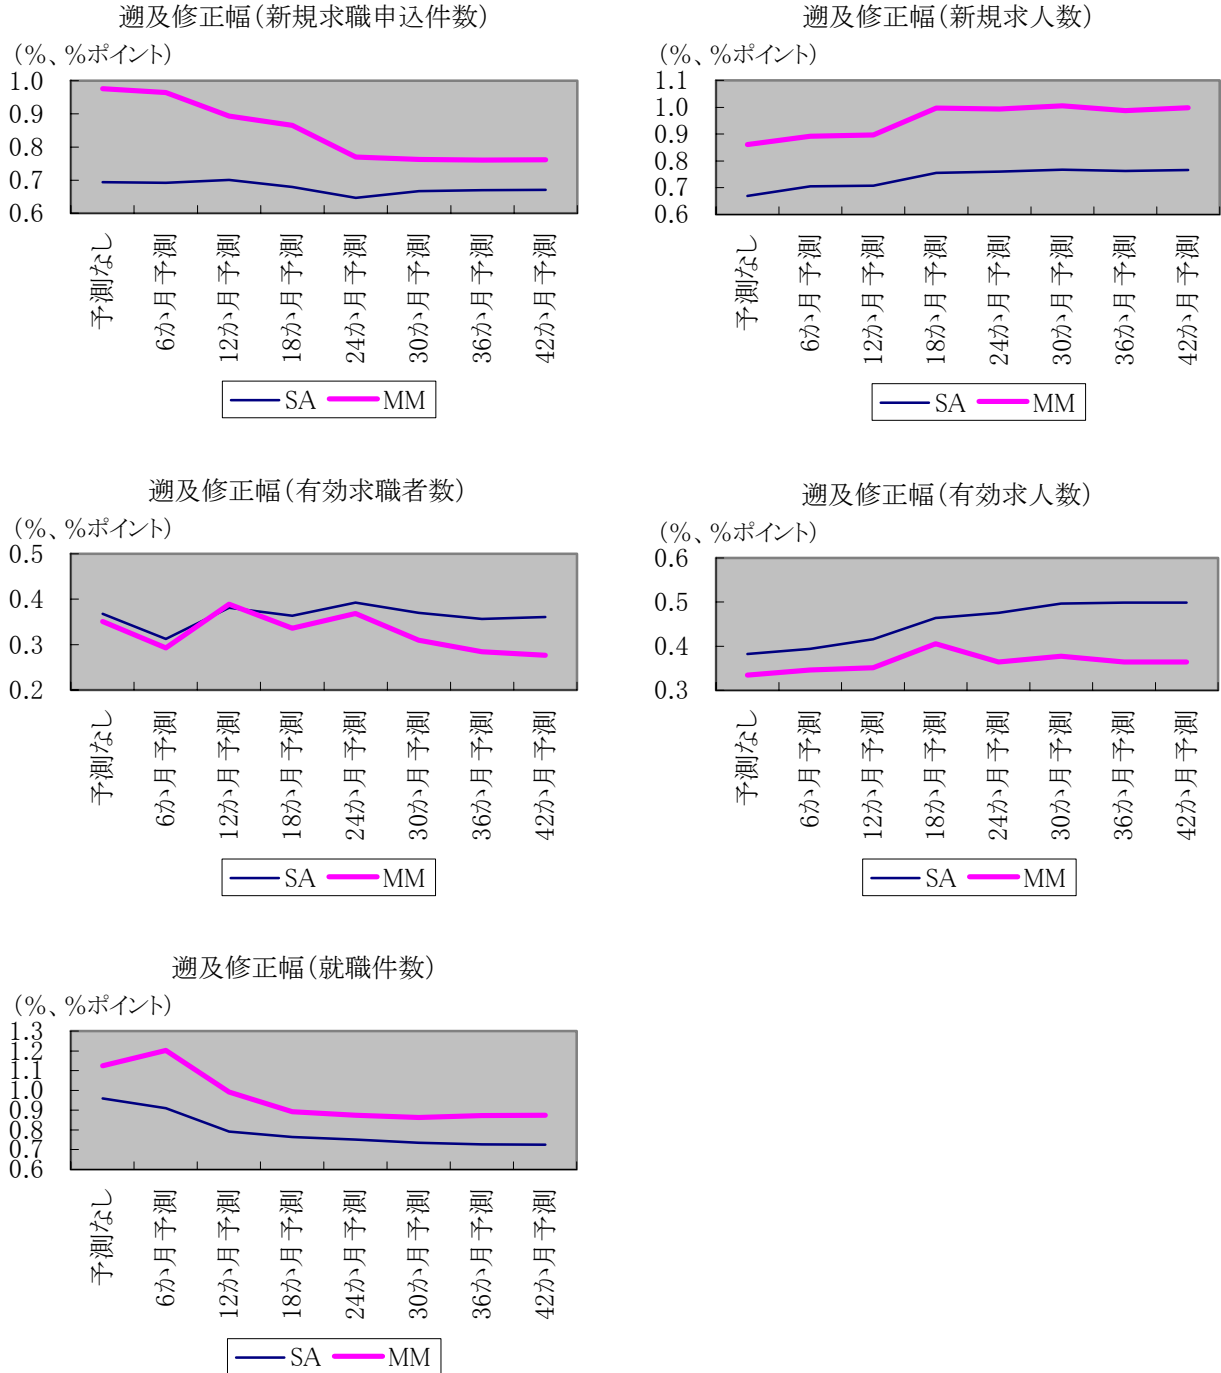 遡及修正幅(新規求職申込件数)
(%、%ポイント)
1.0
0.9
0.8
0.7
0.6
予測なし
6か月予測
12か月予測
18か月予測
24か月予測
30か月予測
36か月予測
42か月予測
SA MM
遡及修正幅(新規求人数)
(%、%ポイント)
1.1
1.0
0.9
0.8
0.7
0.6
予測なし
6か月予測
12か月予測
18か月予測
24か月予測
30か月予測
36か月予測
42か月予測
SA MM
遡及修正幅(有効求職者数)
(%、%ポイント)
0.5
0.4
0.3
0.2
予測なし
6か月予測
12か月予測
18か月予測
24か月予測
30か月予測
36か月予測
42か月予測
SA MM
遡及修正幅(有効求人数)
(%、%ポイント)
0.6
0.5
0.4
0.3
予測なし
6か月予測
12か月予測
18か月予測
24か月予測
30か月予測
36か月予測
42か月予測
SA MM
遡及修正幅(就職件数)
(%、%ポイント)
1.3
1.2
1.1
1.0
0.9
0.8
0.7
0.6
予測なし
6か月予測
12か月予測
18か月予測
24か月予測
30か月予測
36か月予測
42か月予測
SA MM